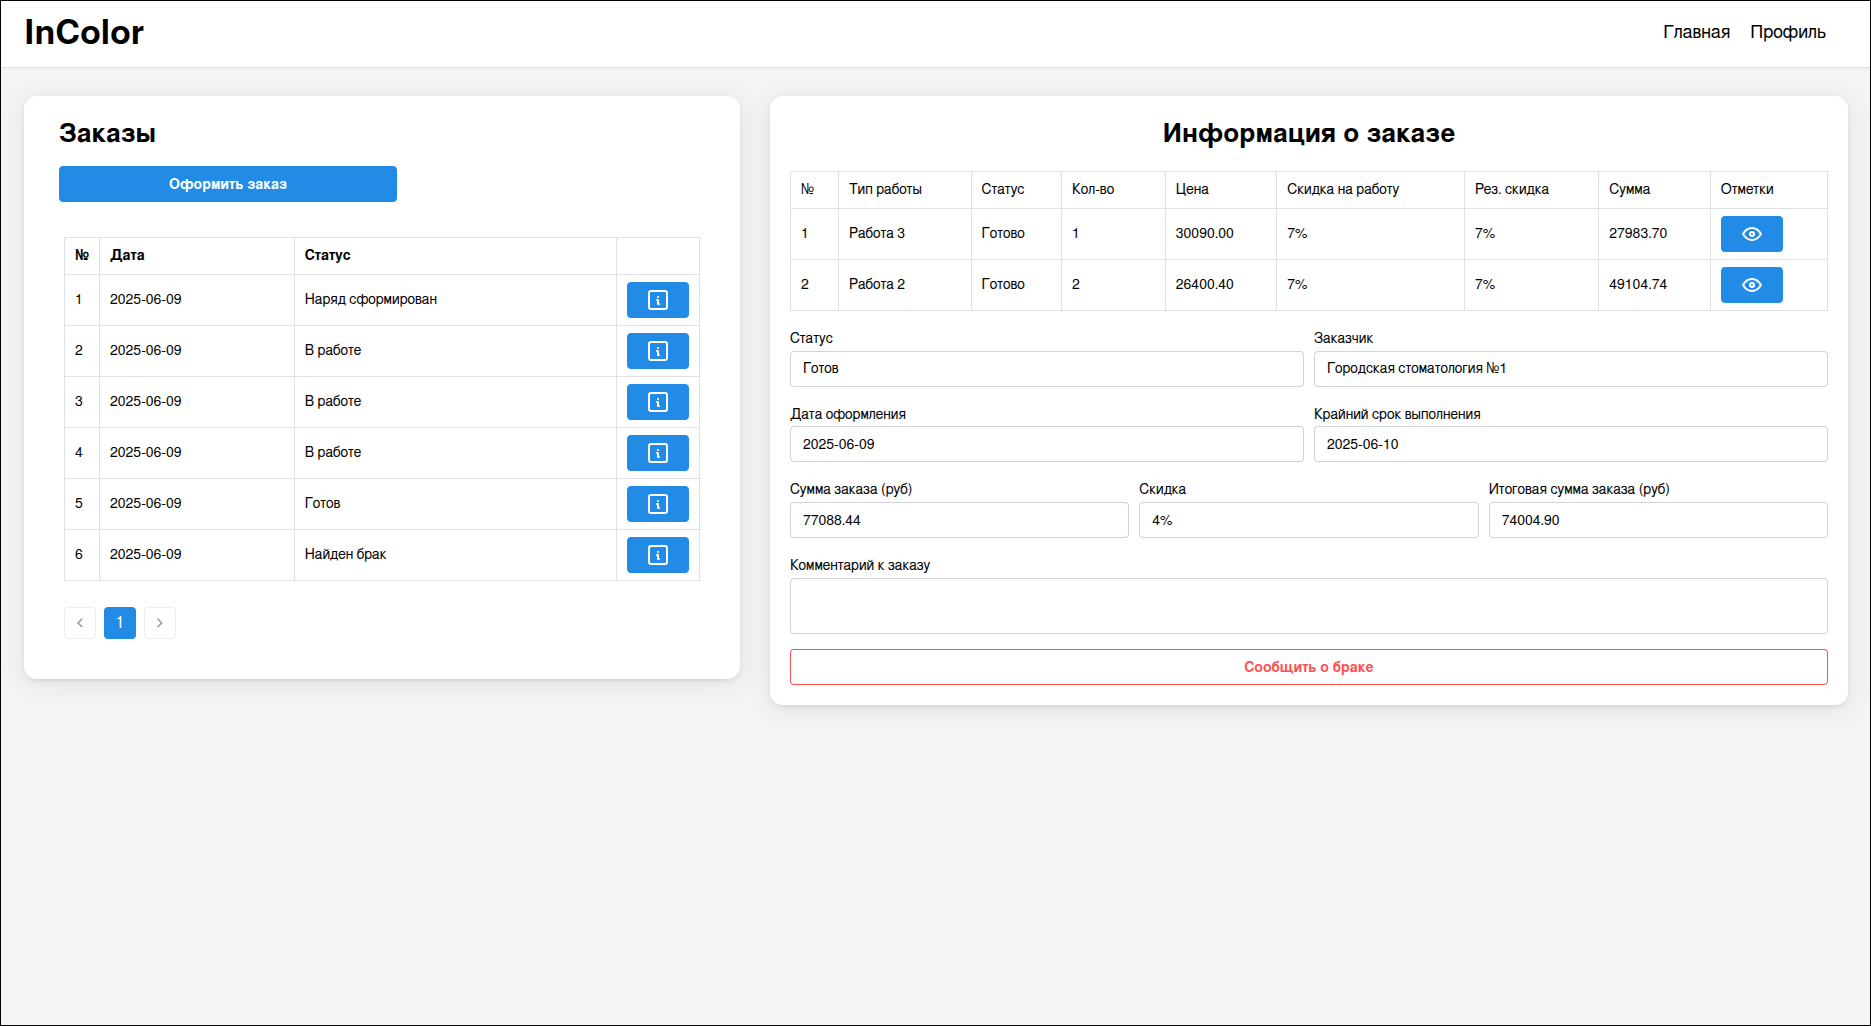 InColor
Главная Профиль
Заказы
Оформить заказ
№ Дата Статус
1 2025-06-09 Наряд сформирован
2 2025-06-09 В работе
3 2025-06-09 В работе
4 2025-06-09 В работе
5 2025-06-09 Готов
6 2025-06-09 Найден брак
1
Информация о заказе
№ Тип работы Статус Кол-во Цена Скидка на работу Рез. скидка Сумма Отметки
1 Работа 3 Готово 1 30090.00 7% 7% 27983.70
2 Работа 2 Готово 2 26400.40 7% 7% 49104.74
Статус Заказчик
Готов Городская стоматология №1
Дата оформления Крайний срок выполнения
2025-06-09 2025-06-10
Сумма заказа (руб) Скидка Итоговая сумма заказа (руб)
77088.44 4% 74004.90
Комментарий к заказу
Сообщить о браке